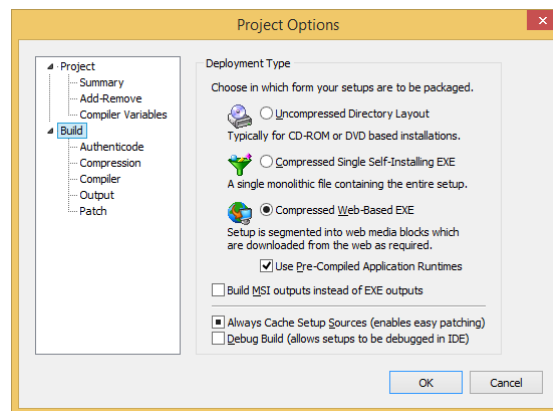 Project Options
Project
Summary
Add-Remove
Compiler Variables
Build
Authenticode
Compression
Compiler
Output
Patch
Deployment Type
Choose in which form your setups are to be packaged.
Uncompressed Directory Layout
Typically for CD-ROM or DVD based installations.
Compressed Single Self-Installing EXE
A single monolithic file containing the entire setup.
Compressed Web-Based EXE
Setup is segmented into web media blocks which
are downloaded from the web as required.
Use Pre-Compiled Application Runtimes
Build MSI outputs instead of EXE outputs
Always Cache Setup Sources (enables easy patching)
Debug Build (allows setups to be debugged in IDE)
OK
Cancel